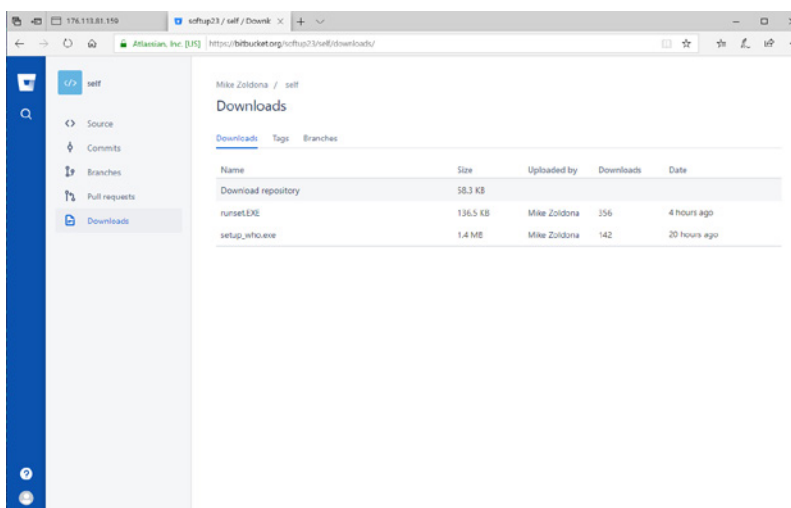 176.113.81.159
softup23 / self / Downlc
Atlassian, Inc. [US]
https://bitbucket.org/softup23/self/downloads/
self
Source
Commits
Branches
Pull requests
Downloads
Mike Zoldona / self
Downloads
Downloads Tags Branches
Name Size Uploaded by Downloads Date
Download repository 58.3 KB
runset.EXE 136.5 KB Mike Zoldona 356 4 hours ago
setup_who.exe 1.4 MB Mike Zoldona 142 20 hours ago